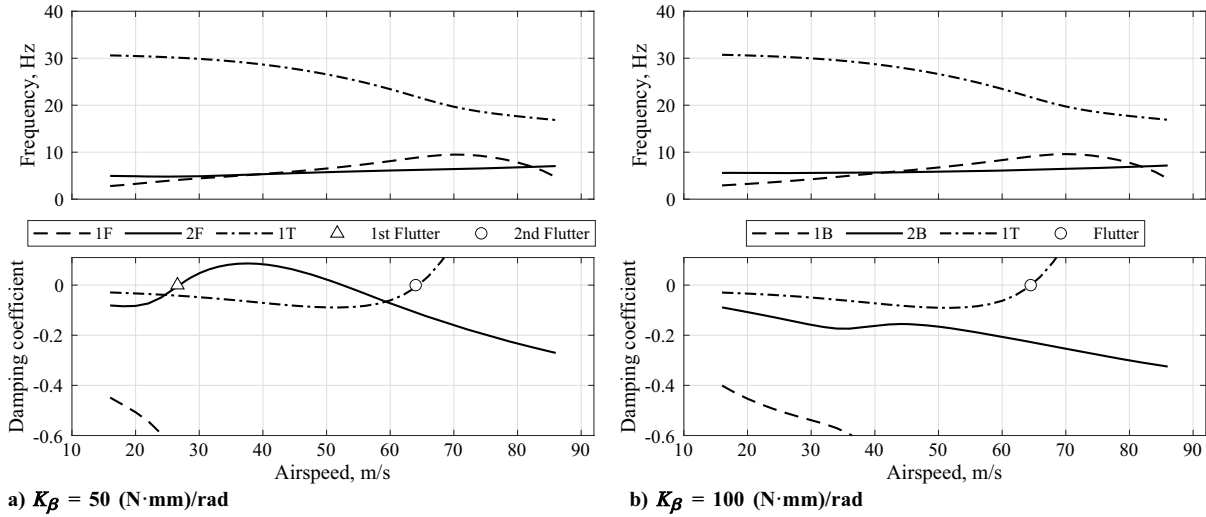 40
30
20
10
0
Frequency, Hz
1F 2F 1T 1st Flutter 2nd Flutter
0
-0.2
-0.4
-0.6
Damping coefficient
10 20 30 40 50 60 70 80 90
Airspeed, m/s
a) K_β = 50 (N·mm)/rad
40
30
20
10
0
Frequency, Hz
1B 2B 1T Flutter
0
-0.2
-0.4
-0.6
Damping coefficient
10 20 30 40 50 60 70 80 90
Airspeed, m/s
b) K_β = 100 (N·mm)/rad